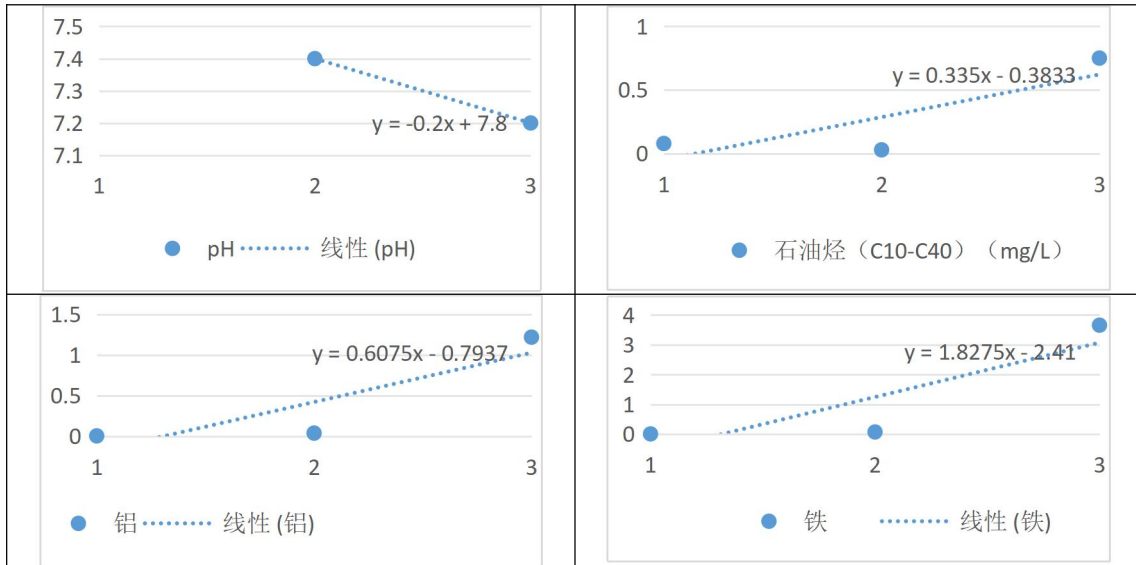 7.5
7.4
7.3
7.2
7.1
y = -0.2x + 7.8
1 2 3
pH 线性 (pH)
1
0.5
0
y = 0.335x - 0.3833
1 2 3
石油烃（C10-C40）（mg/L）
1.5
1
0.5
0
y = 0.6075x - 0.7937
1 2 3
铝 线性 (铝)
4
3
2
1
0
y = 1.8275x - 2.41
1 2 3
铁 线性 (铁)